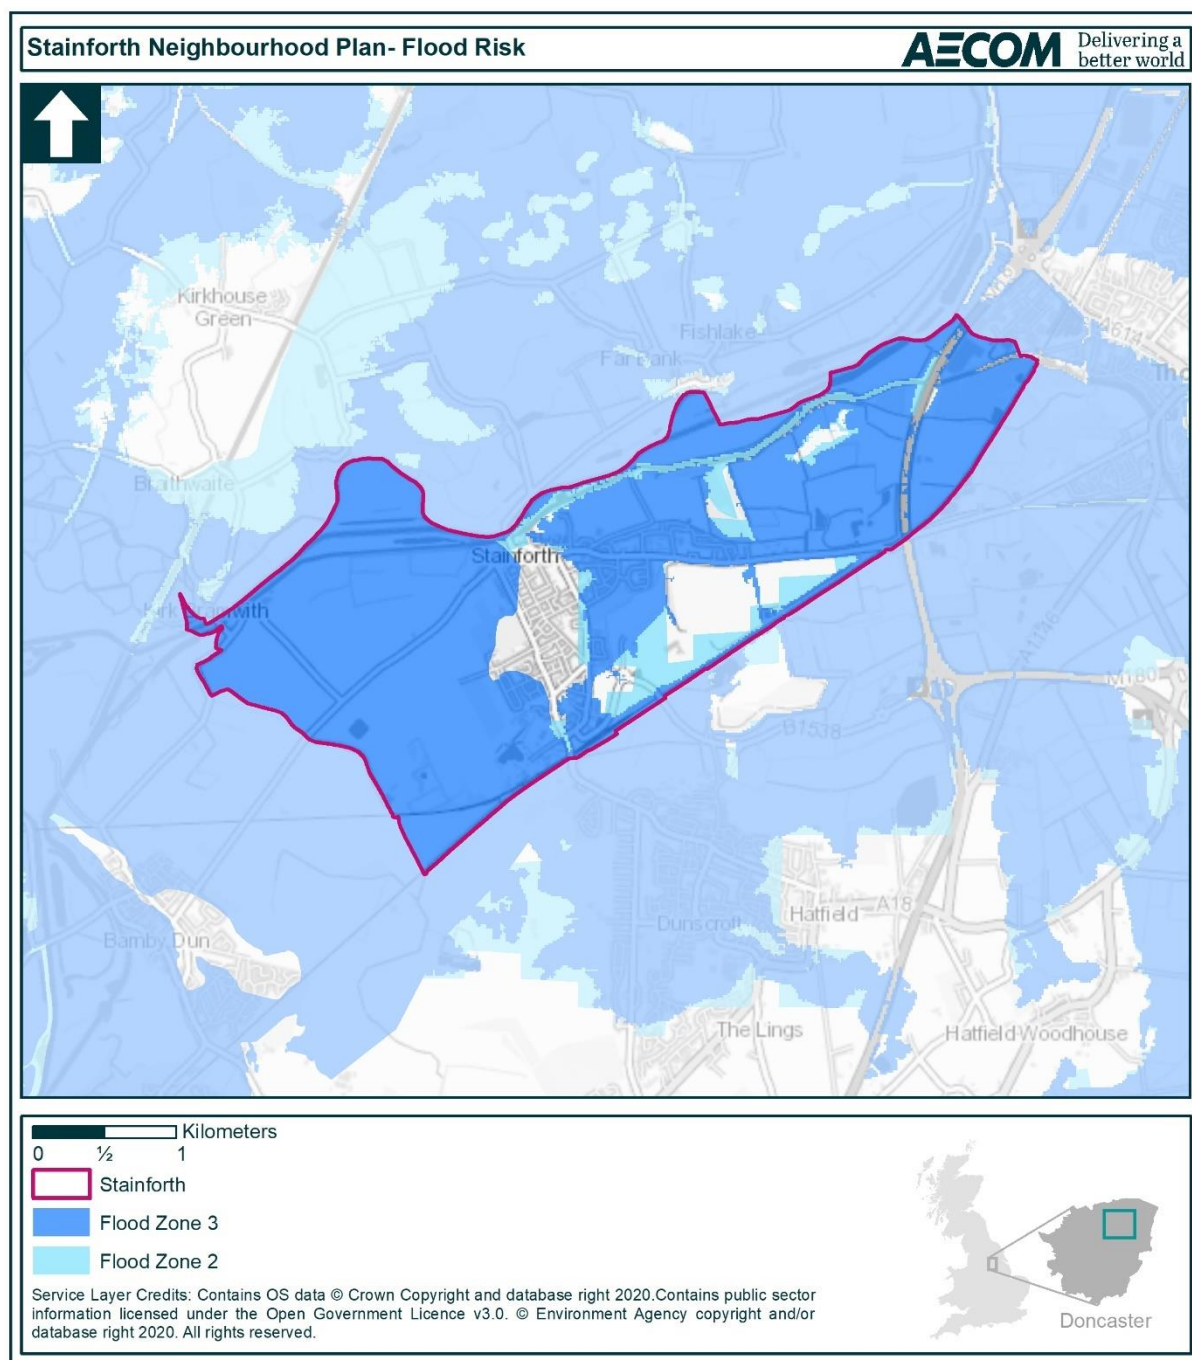 Stainforth Neighbourhood Plan- Flood Risk
AECOM
Delivering a
better world
Kirkhouse
Green
Fishlake
Far Bank
A614
Tho
Braithwaite
Stainforth
Kirk Bramwith
A1146
M180
B1538
Hatfield
A18
Dunscroft
Barnby Dun
The Lings
Hatfield Woodhouse
Kilometers
0 ½ 1
Stainforth
Flood Zone 3
Flood Zone 2
Service Layer Credits: Contains OS data © Crown Copyright and database right 2020.Contains public sector
information licensed under the Open Government Licence v3.0. © Environment Agency copyright and/or
database right 2020. All rights reserved.
Doncaster